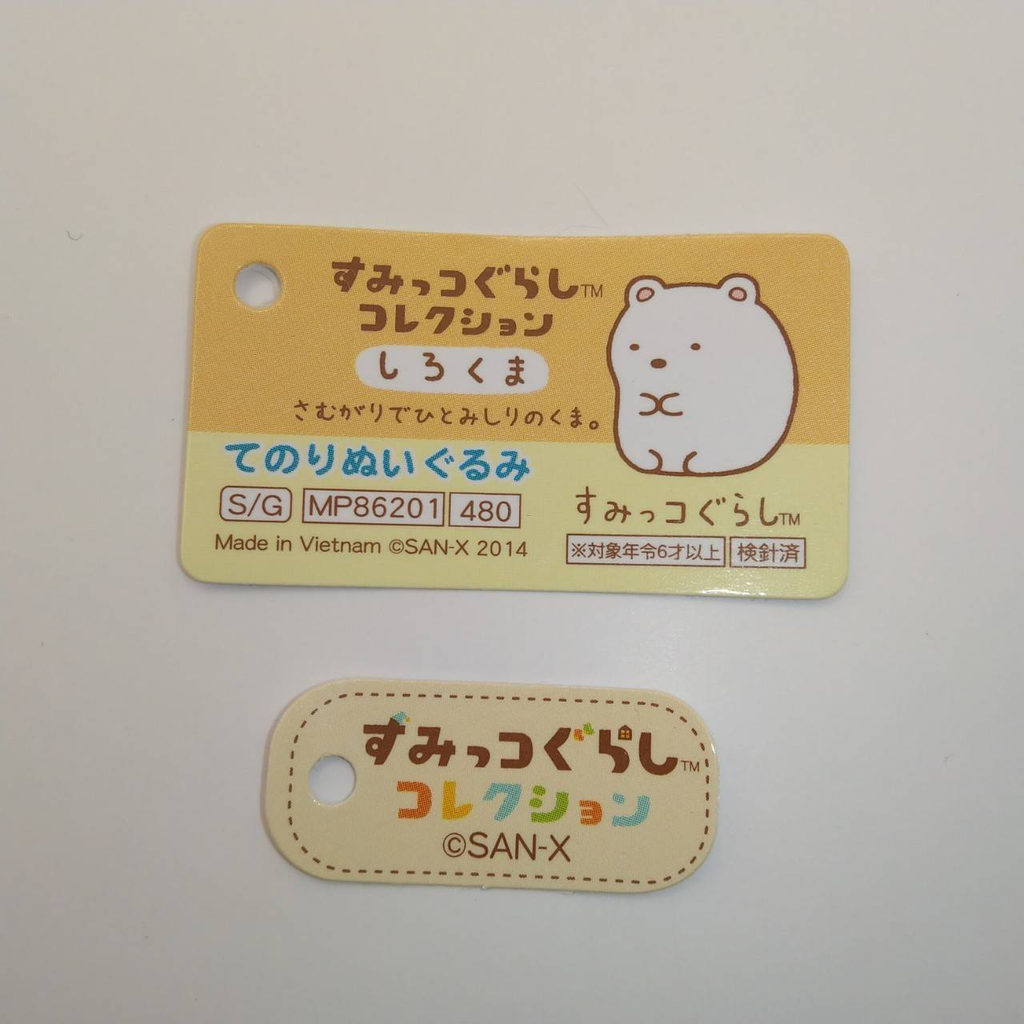 すみっコぐらし™
コレクション
しろくま
さむがりでひとみしりのくま。
てのりぬいぐるみ
S/G MP86201 480
Made in Vietnam ©SAN-X 2014
すみっコぐらし™
※対象年令6才以上 検針済
すみっコぐらし™
コレクション
©SAN-X